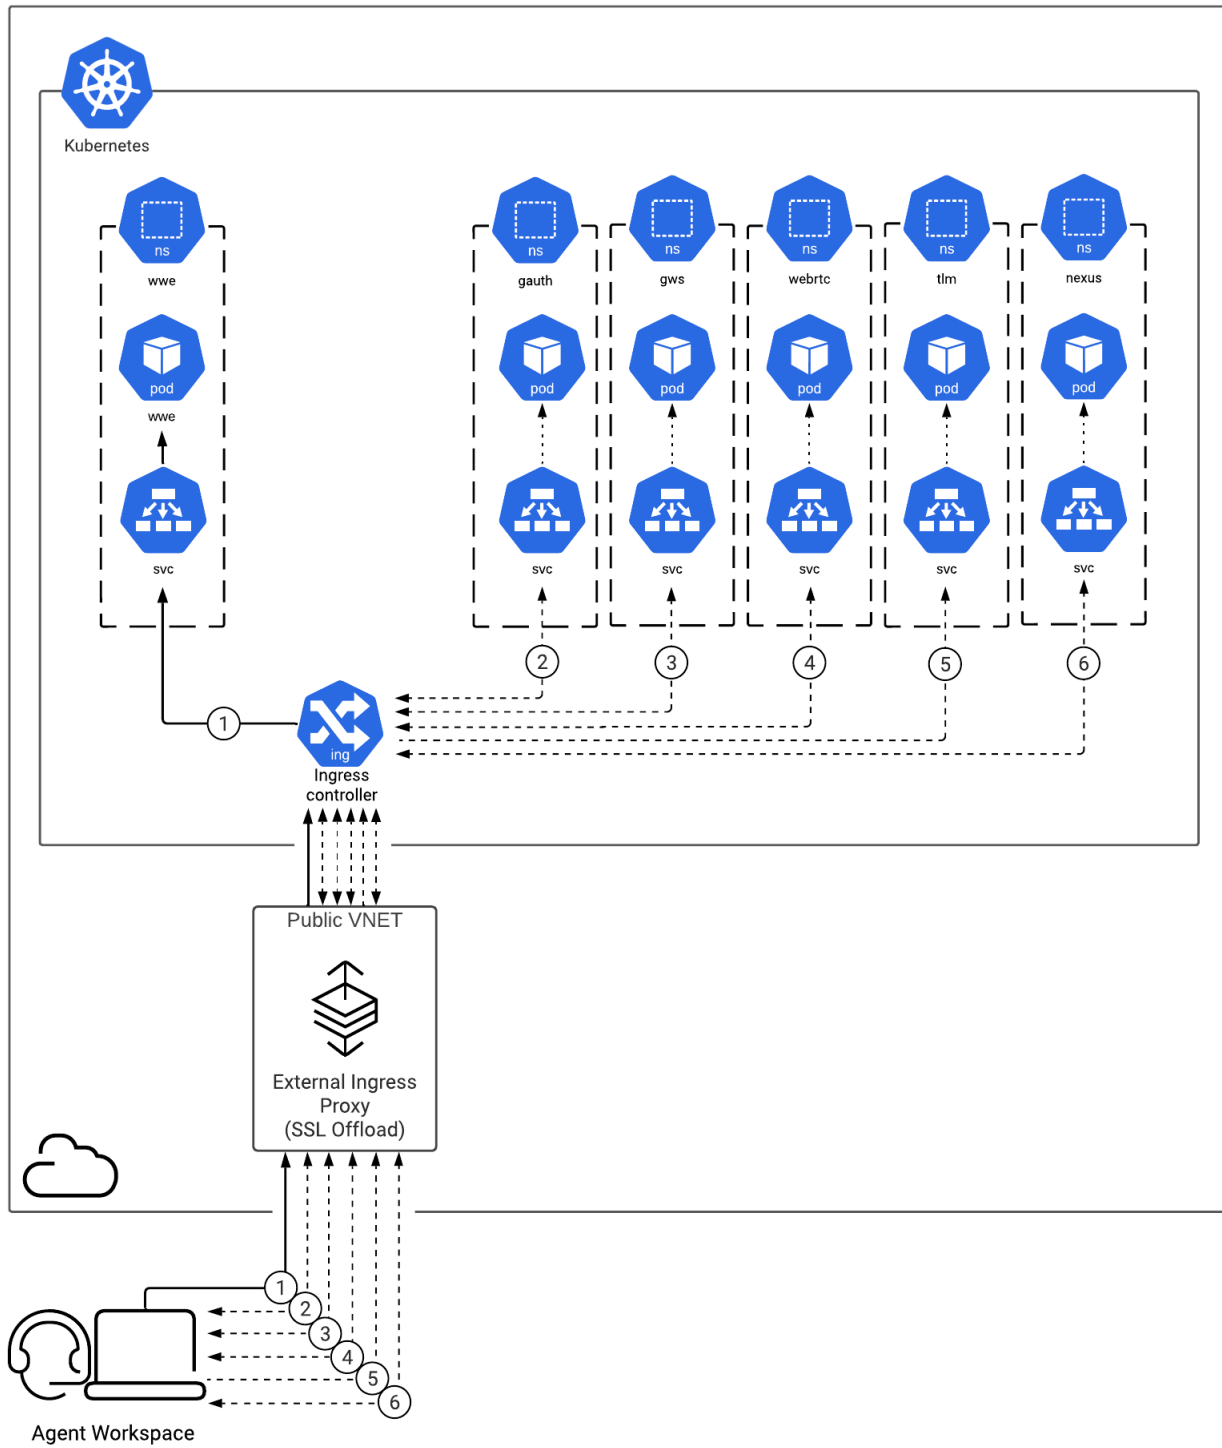 Kubernetes
ns
ns
ns
ns
ns
ns
wwe
gauth
gws
webrtc
tlm
nexus
pod
pod
pod
pod
pod
pod
wwe
svc
svc
svc
svc
svc
svc
2
3
4
5
6
1
ing
Ingress
controller
Public VNET
External Ingress
Proxy
(SSL Offload)
1
2
3
4
5
6
Agent Workspace